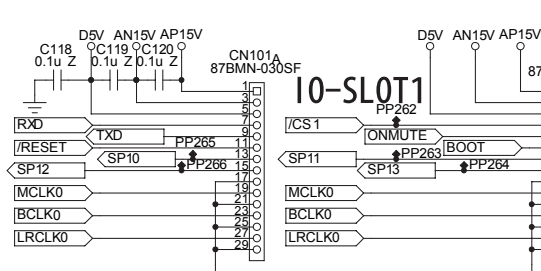 D5V AN15V AP15V
D5V AN15V AP15V
C118 C119 C120
0.1u Z 0.1u Z 0.1u Z
CN101A
87BMN-030SF
87
IO-SLOT1
1
3
5
7
9
11
13
15
17
19
21
23
25
27
29
RXD
TXD
/RESET
PP265
SP10
SP12
PP266
MCLK0
BCLK0
LRCLK0
PP262
/CS1
ONMUTE
BOOT
PP263
SP11
PP264
SP13
MCLK0
BCLK0
LRCLK0